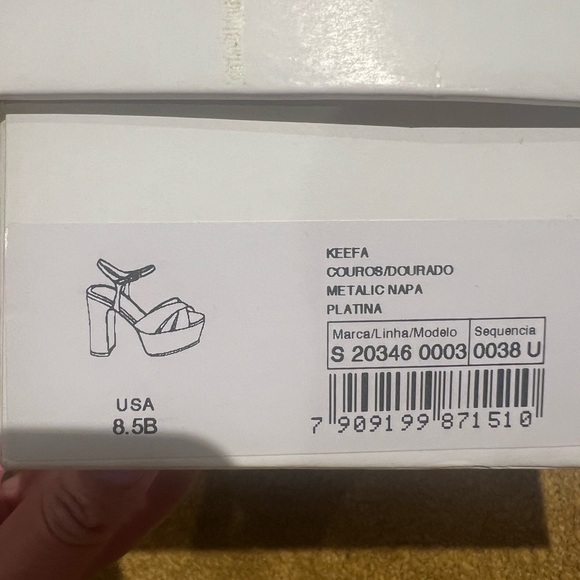 KEEFA
COUROS/DOURADO
METALIC NAPA
PLATINA
Marca/Linha/Modelo Sequencia
S 20346 0003 0038 U
7 909199 871510
USA
8.5B